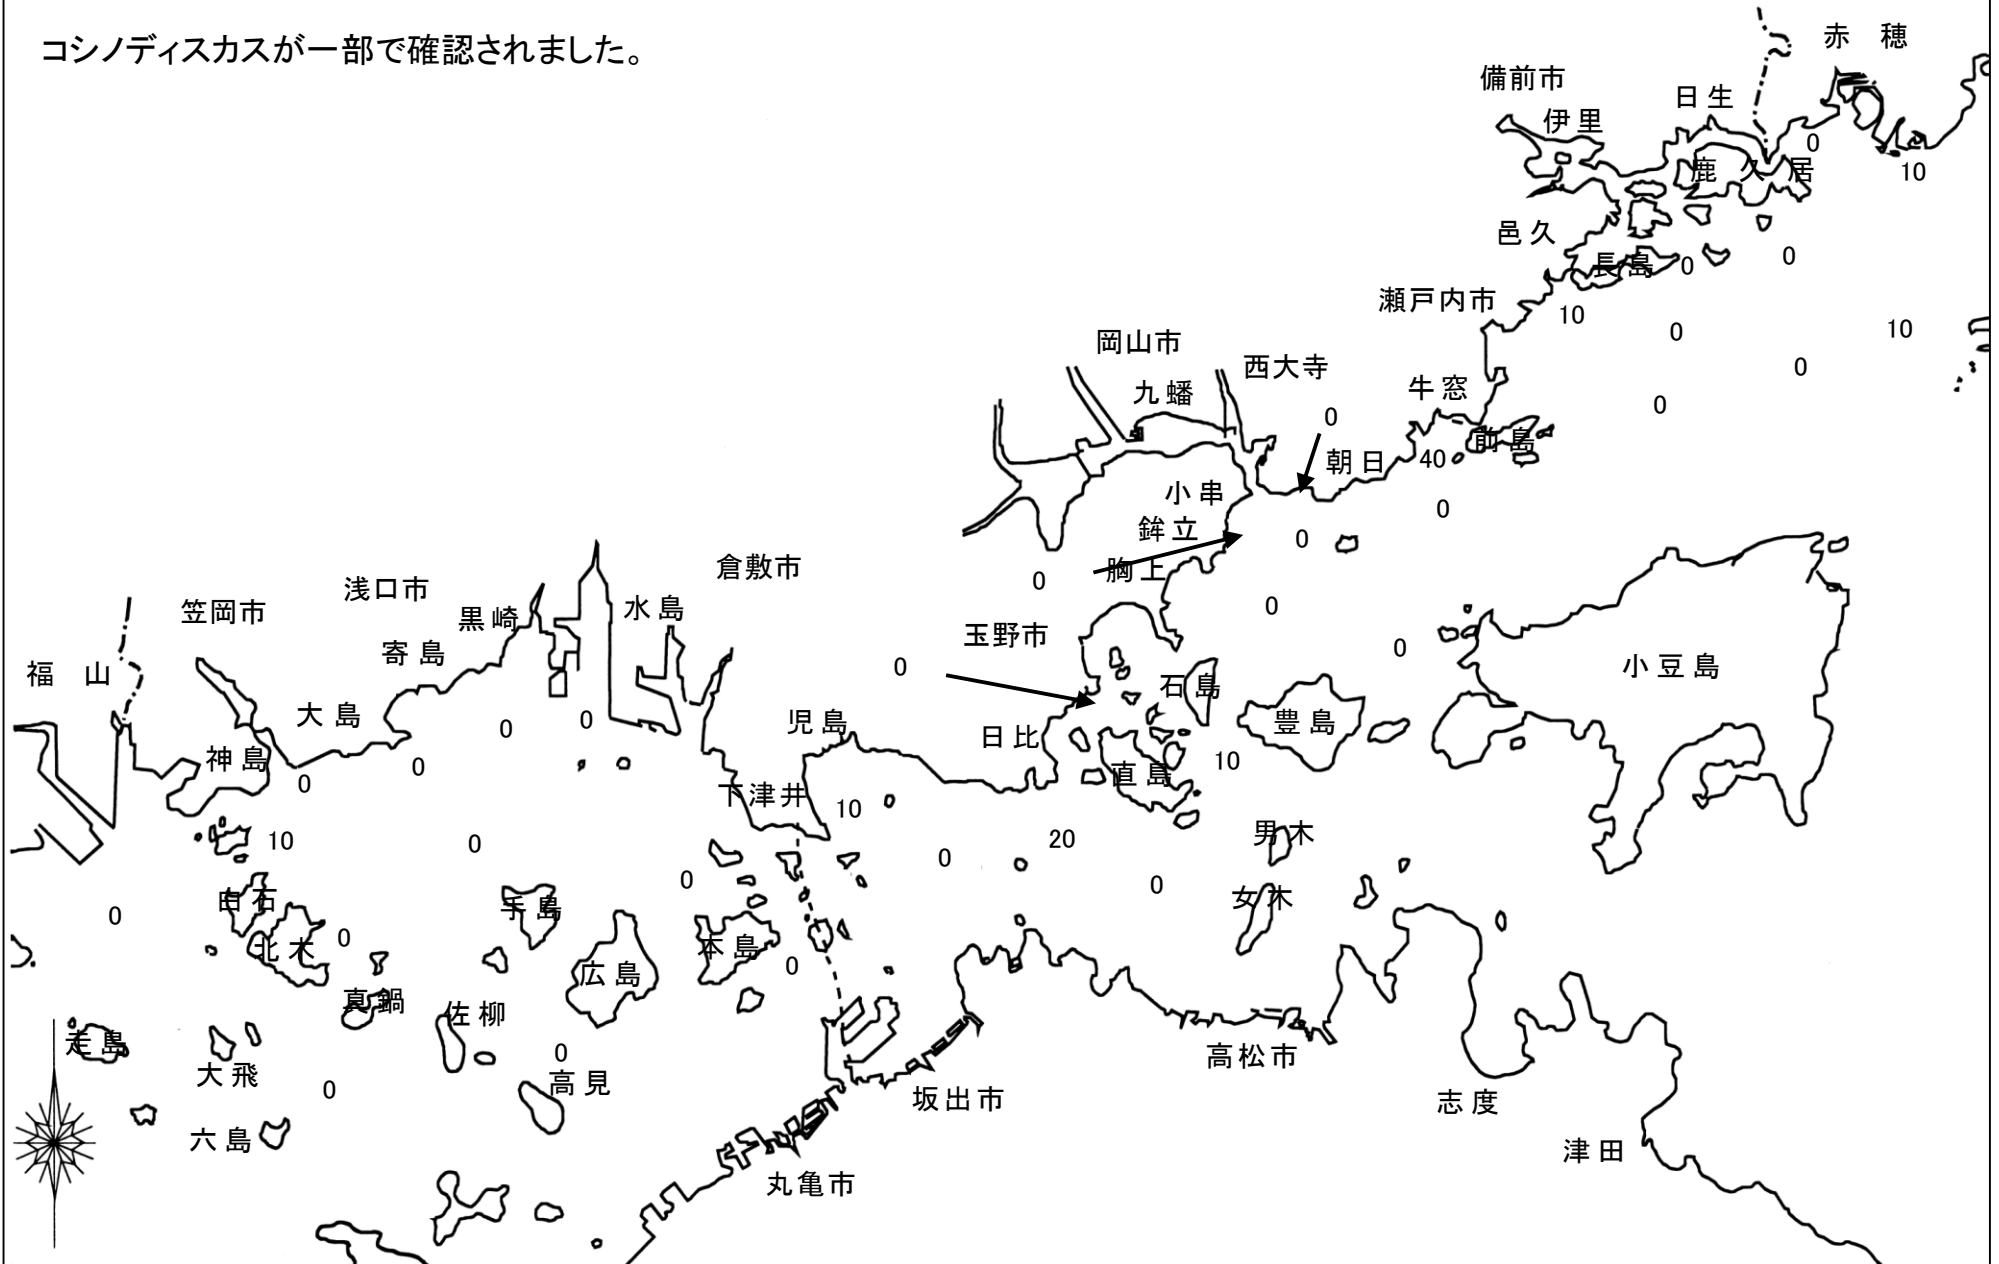 コシノディスカスが一部で確認されました。
赤　穂
備前市
日生
伊里
0
鹿 久 居
10
邑久
0
長島
0
瀬戸内市
10
0
10
岡山市
西大寺
0
九蟠
牛窓
0
0
前島
朝日
40
小串
0
鉾立
0
倉敷市
胸上
0
浅口市
水島
0
笠岡市
黒崎
玉野市
寄島
0
福　山
0
小豆島
石島
大島
0
0
児島
豊島
日比
神島
0
0
10
直島
下津井
10
男木
10
0
20
0
0
0
女木
白石
手島
0
0
北木
本島
0
広島
真鍋
佐柳
走島
0
高松市
大飛
高見
0
坂出市
志度
六島
津田
丸亀市